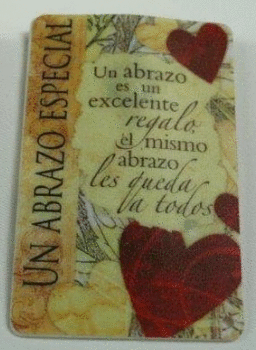 UN ABRAZO ESPECIAL
Un abrazo
es un
excelente
regalo:
el mismo
abrazo
les queda
a todos